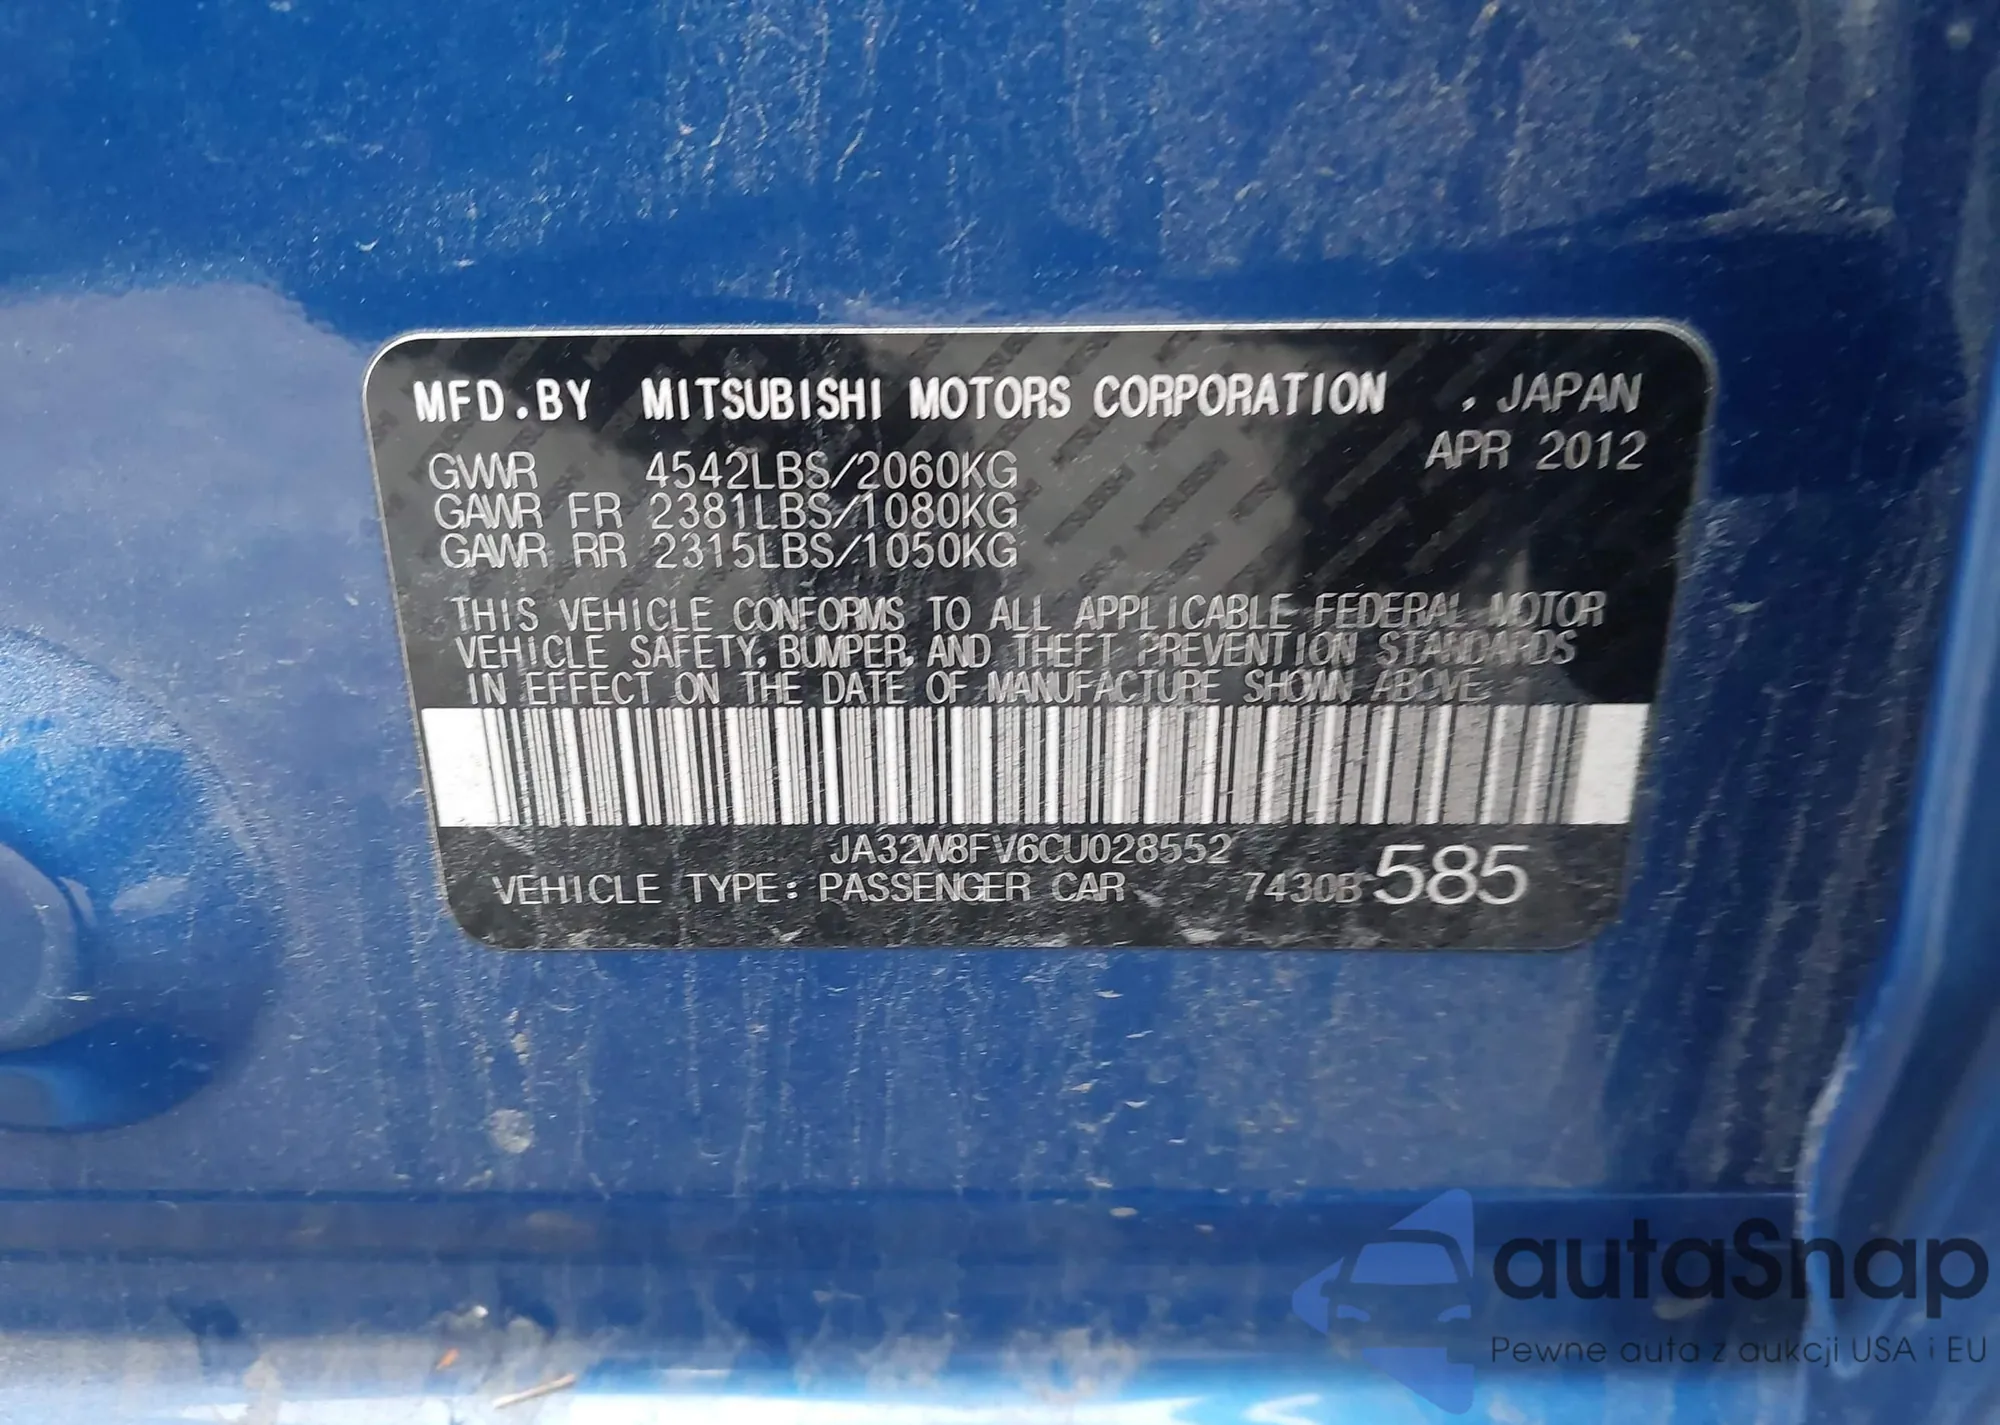 MFD.BY MITSUBISHI MOTORS CORPORATION . JAPAN
APR 2012
GVWR 4542LBS/2060KG
GAWR FR 2381LBS/1080KG
GAWR RR 2315LBS/1050KG
THIS VEHICLE CONFORMS TO ALL APPLICABLE FEDERAL MOTOR
VEHICLE SAFETY, BUMPER, AND THEFT PREVENTION STANDARDS
IN EFFECT ON THE DATE OF MANUFACTURE SHOWN ABOVE.
JA32W8FV6CU028552
VEHICLE TYPE: PASSENGER CAR 7430B 585
autaSnap
Pewne auta z aukcji USA i EU